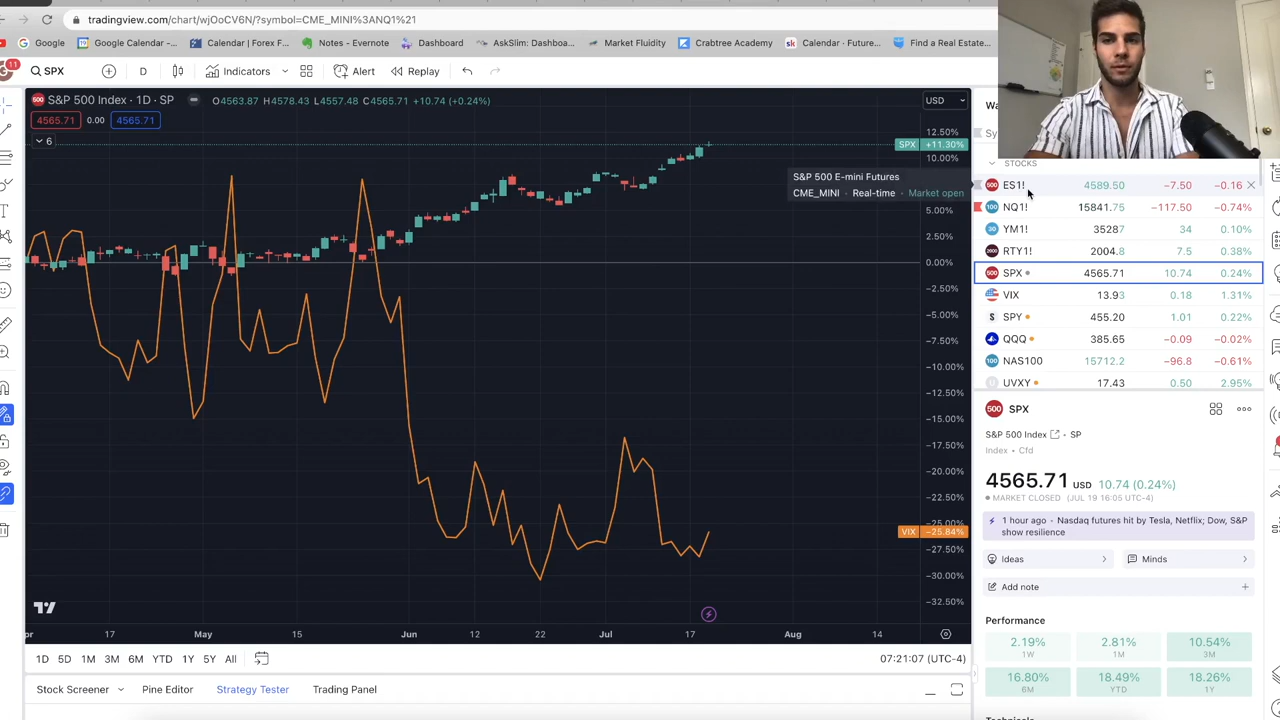 tradingview.com/chart/wjOoCV6N/?symbol=CME_MINI%3ANQ1%21
Google
Google Calendar -...
Calendar | Forex F...
Notes - Evernote
Dashboard
AskSlim: Dashboa...
Market Fluidity
Crabtree Academy
Calendar · Future...
Find a Real Estate...
11
SPX
D
Indicators
Alert
Replay
S&P 500 Index · 1D · SP
O4563.87 H4578.43 L4557.48 C4565.71 +10.74 (+0.24%)
4565.71
0.00
4565.71
6
USD
12.50%
SPX +11.30%
10.00%
5.00%
2.50%
0.00%
−2.50%
−5.00%
−7.50%
−10.00%
−12.50%
−15.00%
−17.50%
−20.00%
−22.50%
−25.00%
VIX −25.84%
−27.50%
−30.00%
−32.50%
S&P 500 E-mini Futures
CME_MINI · Real-time · Market open
17
May
15
Jun
12
22
Jul
17
Aug
14
1D 5D 1M 3M 6M YTD 1Y 5Y All
07:21:07 (UTC-4)
Stock Screener
Pine Editor
Strategy Tester
Trading Panel
STOCKS
ES1! 4589.50 −7.50 −0.16
NQ1! 15841.75 −117.50 −0.74%
YM1! 35287 34 0.10%
RTY1! 2004.8 7.5 0.38%
SPX 4565.71 10.74 0.24%
VIX 13.93 0.18 1.31%
SPY 455.20 1.01 0.22%
QQQ 385.65 −0.09 −0.02%
NAS100 15712.2 −96.8 −0.61%
UVXY 17.43 0.50 2.95%
500 SPX
S&P 500 Index · SP
Index · Cfd
4565.71 USD 10.74 (0.24%)
MARKET CLOSED (JUL 19 16:05 UTC-4)
1 hour ago · Nasdaq futures hit by Tesla, Netflix; Dow, S&P
show resilience
Ideas
Minds
Add note
Performance
2.19% 2.81% 10.54%
1W 1M 3M
16.80% 18.49% 18.26%
6M YTD 1Y